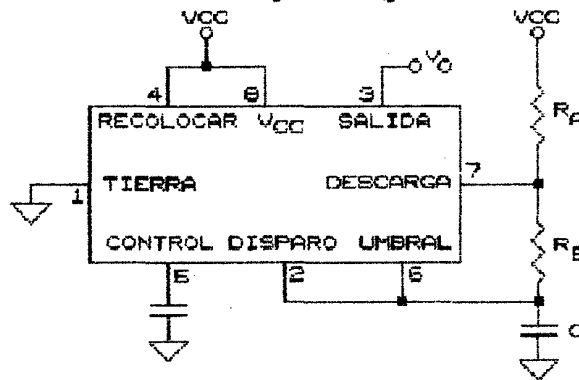 VCC
VCC
4
8
3
VO
RECOLOCAR VCC SALIDA
RA
7
TIERRA
DESCARGA
1
CONTROL DISPARO UMBRAL
RB
5
2
6
C